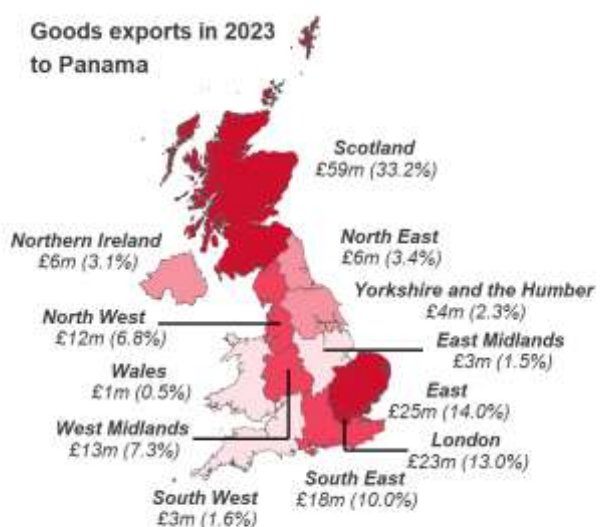 Goods exports in 2023
to Panama
Scotland
£59m (33.2%)
Northern Ireland
£6m (3.1%)
North East
£6m (3.4%)
Yorkshire and the Humber
£4m (2.3%)
North West
£12m (6.8%)
East Midlands
£3m (1.5%)
Wales
£1m (0.5%)
East
£25m (14.0%)
West Midlands
£13m (7.3%)
London
£23m (13.0%)
South East
£18m (10.0%)
South West
£3m (1.6%)